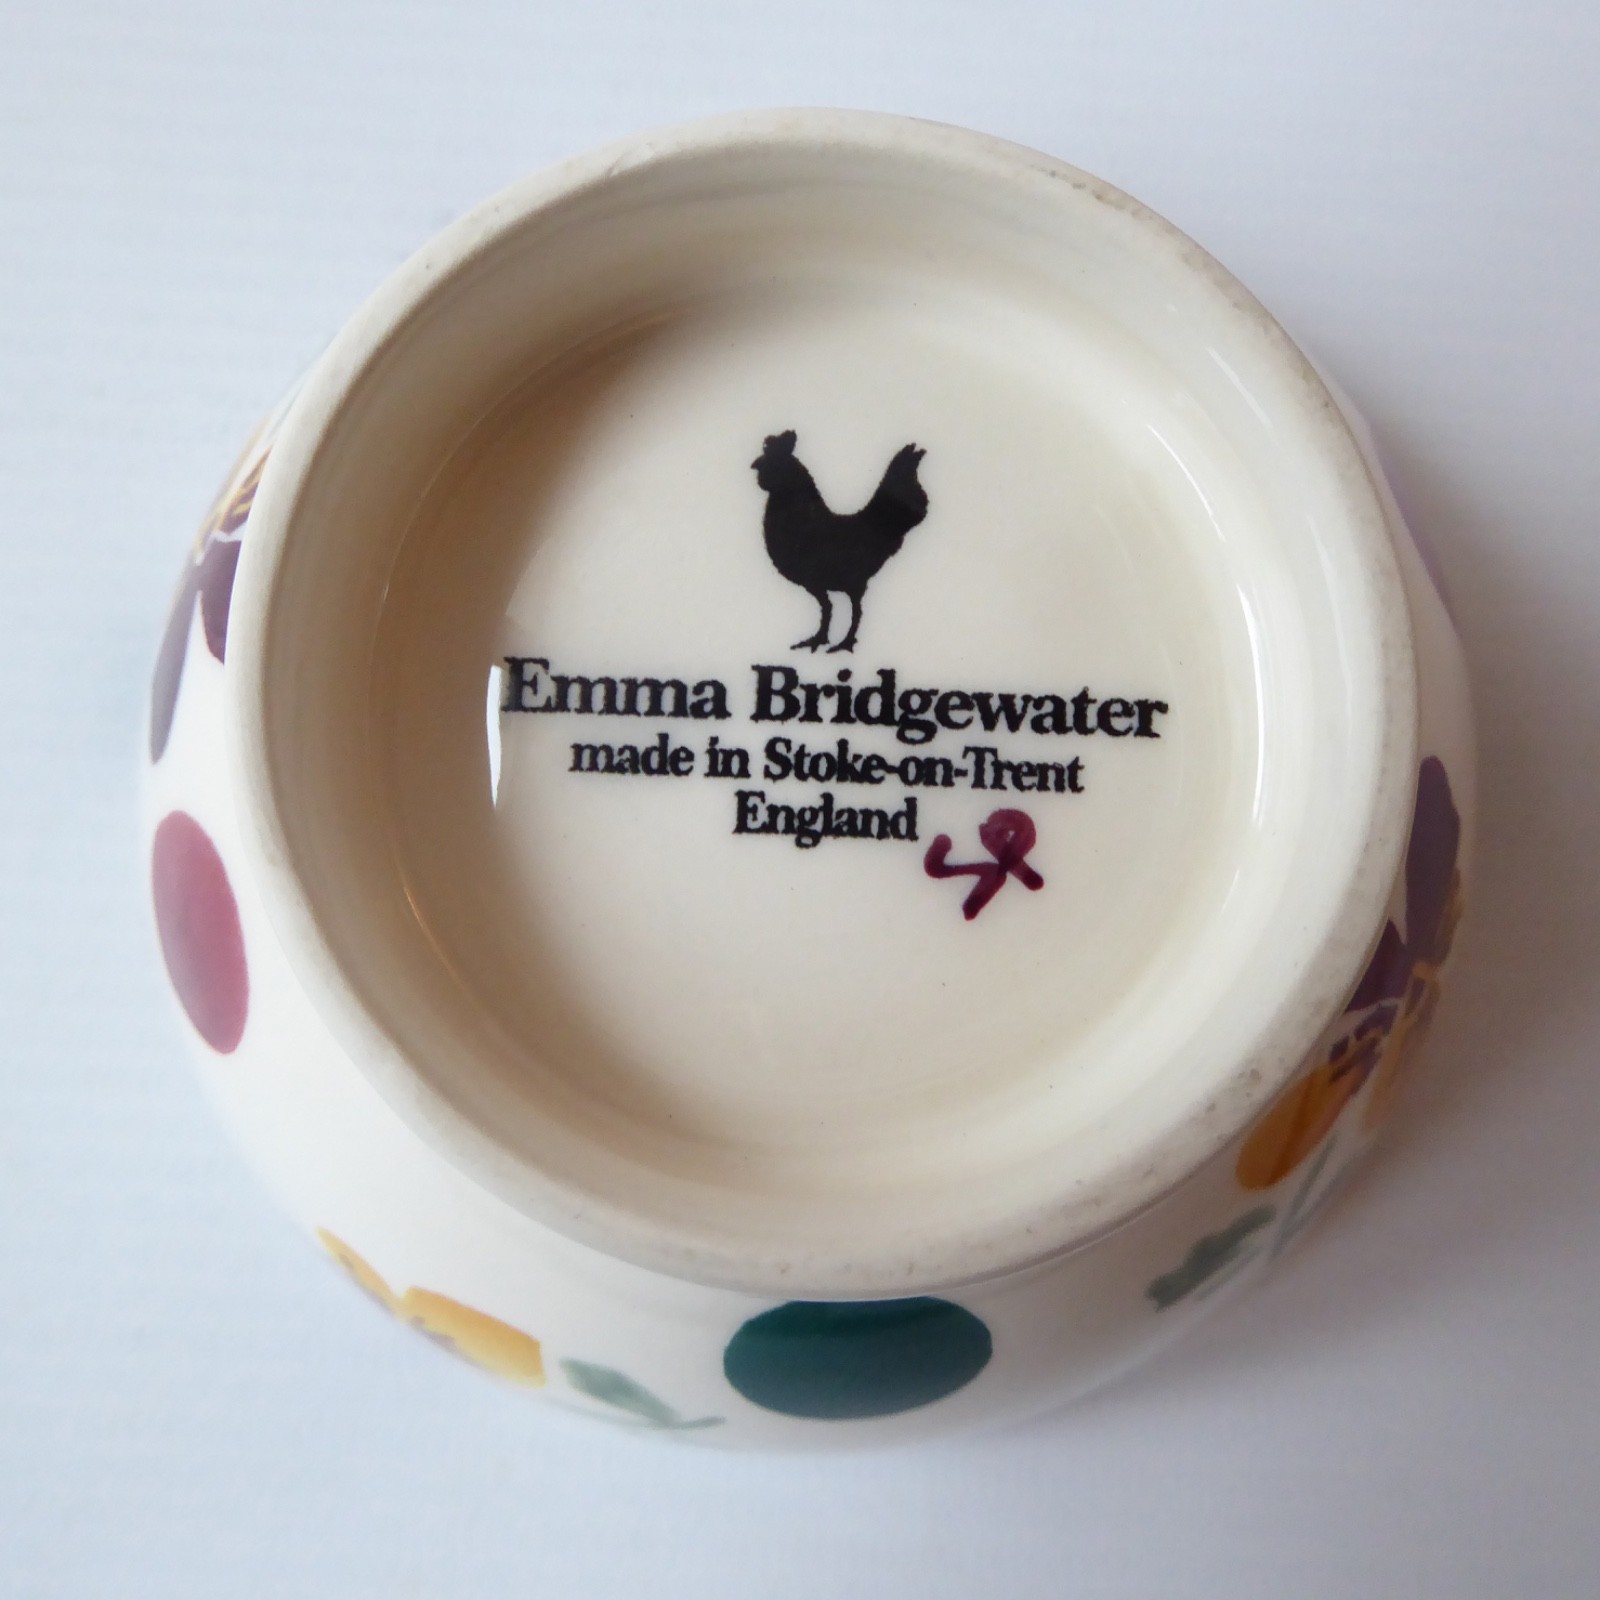 Emma Bridgewater
made in Stoke-on-Trent
England